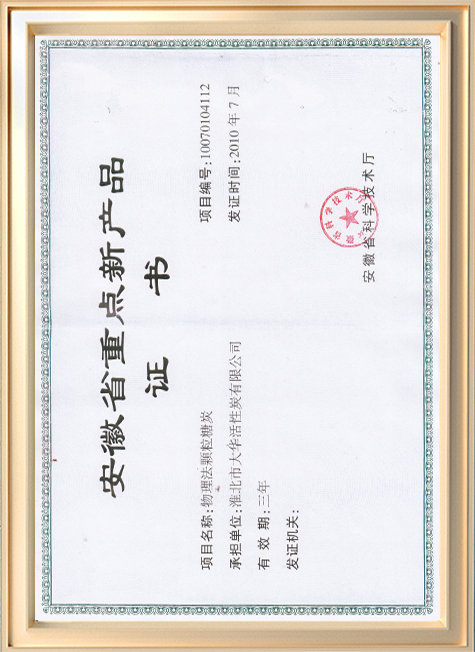 安徽省重点新产品
证 书
项目名称:物理法颗粒糖炭
项目编号:10070104112
承担单位:淮北市大华活性炭有限公司
发证时间:2010 年 7 月
有 效 期:三年
发证机关:
安徽省科学技术厅